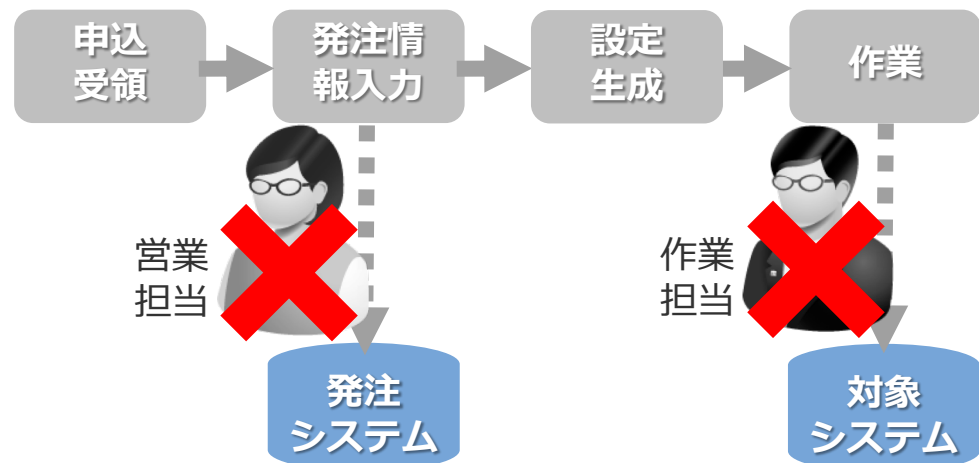 申込
受領
発注情
報入力
設定
生成
作業
営業
担当
作業
担当
発注
システム
対象
システム